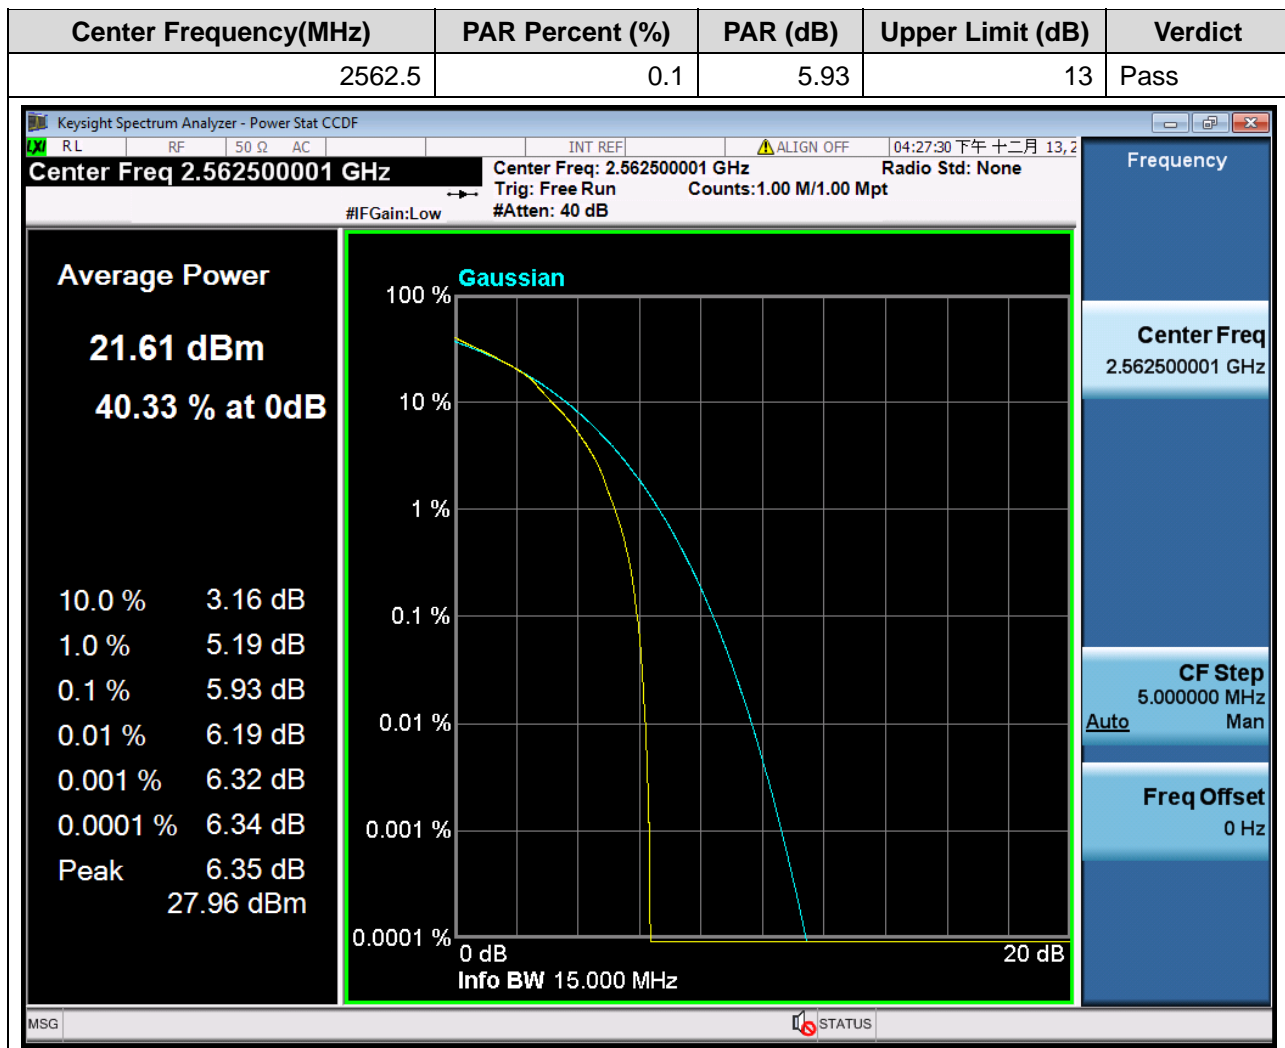 Center Frequency(MHz) PAR Percent (%) PAR (dB) Upper Limit (dB) Verdict
2562.5 0.1 5.93 13 Pass
Keysight Spectrum Analyzer - Power Stat CCDF
LXI RL RF 50 Ω AC INT REF ALIGN OFF 04:27:30 下午 十二月 13, 2
Center Freq 2.562500001 GHz
Center Freq: 2.562500001 GHz Radio Std: None
Trig: Free Run Counts:1.00 M/1.00 Mpt
#IFGain:Low #Atten: 40 dB
Frequency
Average Power
21.61 dBm
40.33 % at 0dB
10.0 % 3.16 dB
1.0 % 5.19 dB
0.1 % 5.93 dB
0.01 % 6.19 dB
0.001 % 6.32 dB
0.0001 % 6.34 dB
Peak 6.35 dB
27.96 dBm
Gaussian
100 %
10 %
1 %
0.1 %
0.01 %
0.001 %
0.0001 %
0 dB 20 dB
Info BW 15.000 MHz
Center Freq
2.562500001 GHz
CF Step
5.000000 MHz
Auto Man
Freq Offset
0 Hz
MSG STATUS